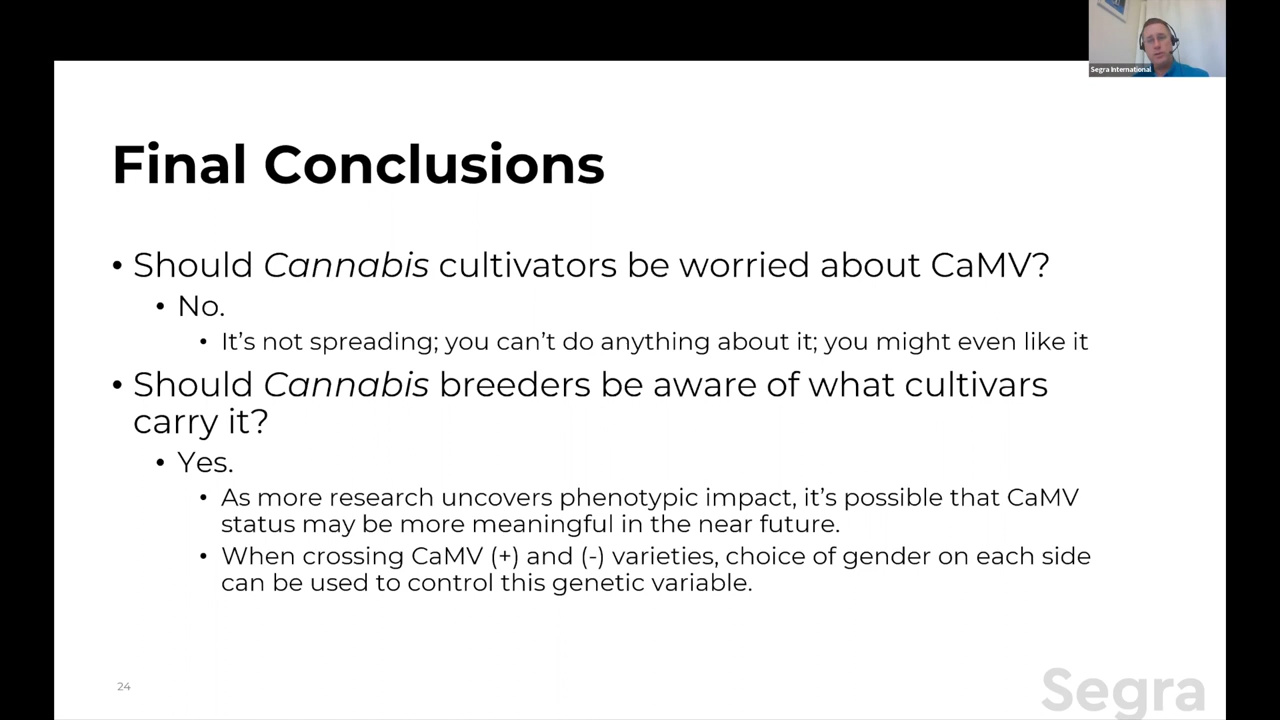 Segra International
Final Conclusions
• Should Cannabis cultivators be worried about CaMV?
• No.
• It’s not spreading; you can’t do anything about it; you might even like it
• Should Cannabis breeders be aware of what cultivars
carry it?
• Yes.
• As more research uncovers phenotypic impact, it’s possible that CaMV
status may be more meaningful in the near future.
• When crossing CaMV (+) and (-) varieties, choice of gender on each side
can be used to control this genetic variable.
24
Segra